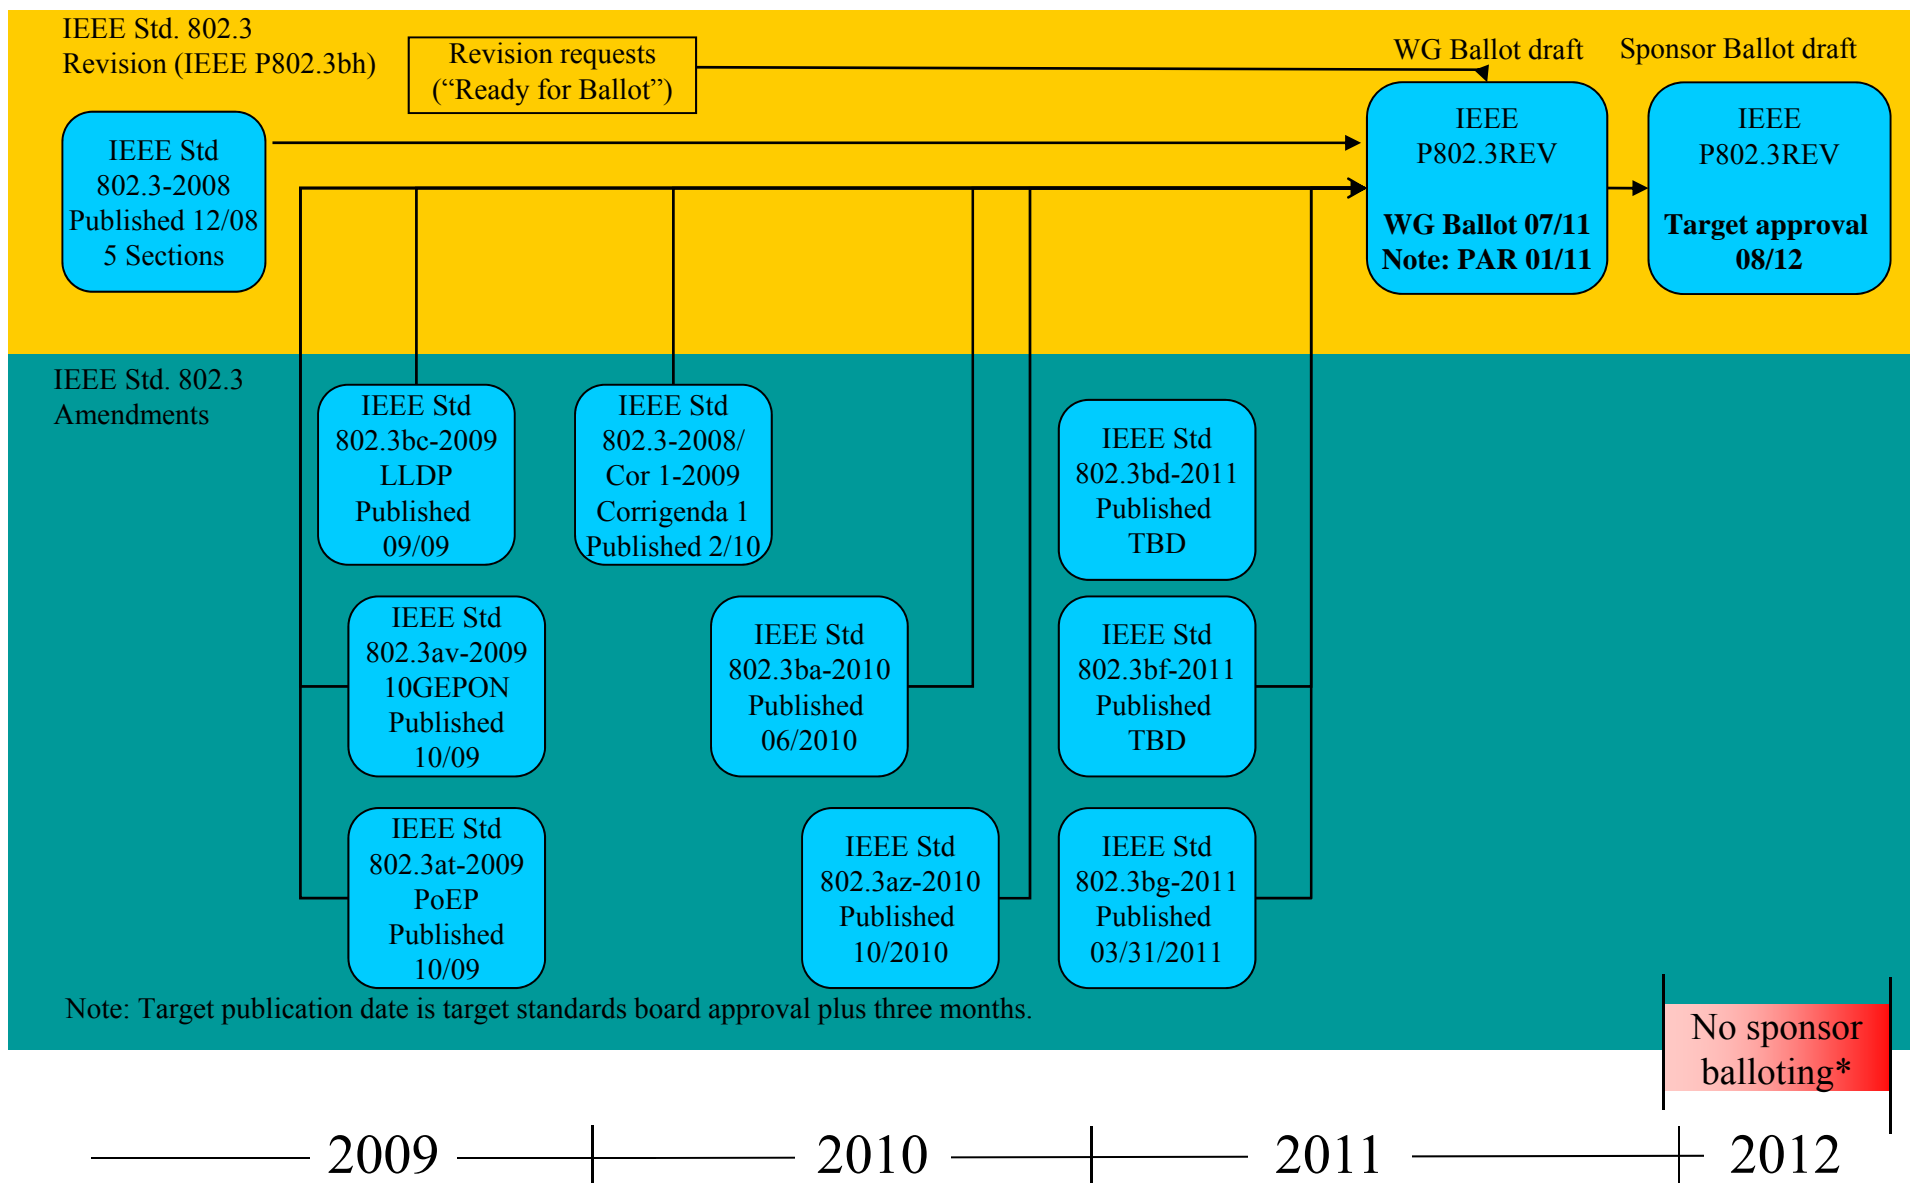 IEEE Std. 802.3
Revision (IEEE P802.3bh)
Revision requests
(“Ready for Ballot”)
WG Ballot draft
Sponsor Ballot draft
IEEE Std
802.3-2008
Published 12/08
5 Sections
IEEE
P802.3REV
WG Ballot 07/11
Note: PAR 01/11
IEEE
P802.3REV
Target approval
08/12
IEEE Std. 802.3
Amendments
IEEE Std
802.3bc-2009
LLDP
Published
09/09
IEEE Std
802.3-2008/
Cor 1-2009
Corrigenda 1
Published 2/10
IEEE Std
802.3bd-2011
Published
TBD
IEEE Std
802.3av-2009
10GEPON
Published
10/09
IEEE Std
802.3ba-2010
Published
06/2010
IEEE Std
802.3bf-2011
Published
TBD
IEEE Std
802.3at-2009
PoEP
Published
10/09
IEEE Std
802.3az-2010
Published
10/2010
IEEE Std
802.3bg-2011
Published
03/31/2011
Note: Target publication date is target standards board approval plus three months.
No sponsor
balloting*
2009
2010
2011
2012